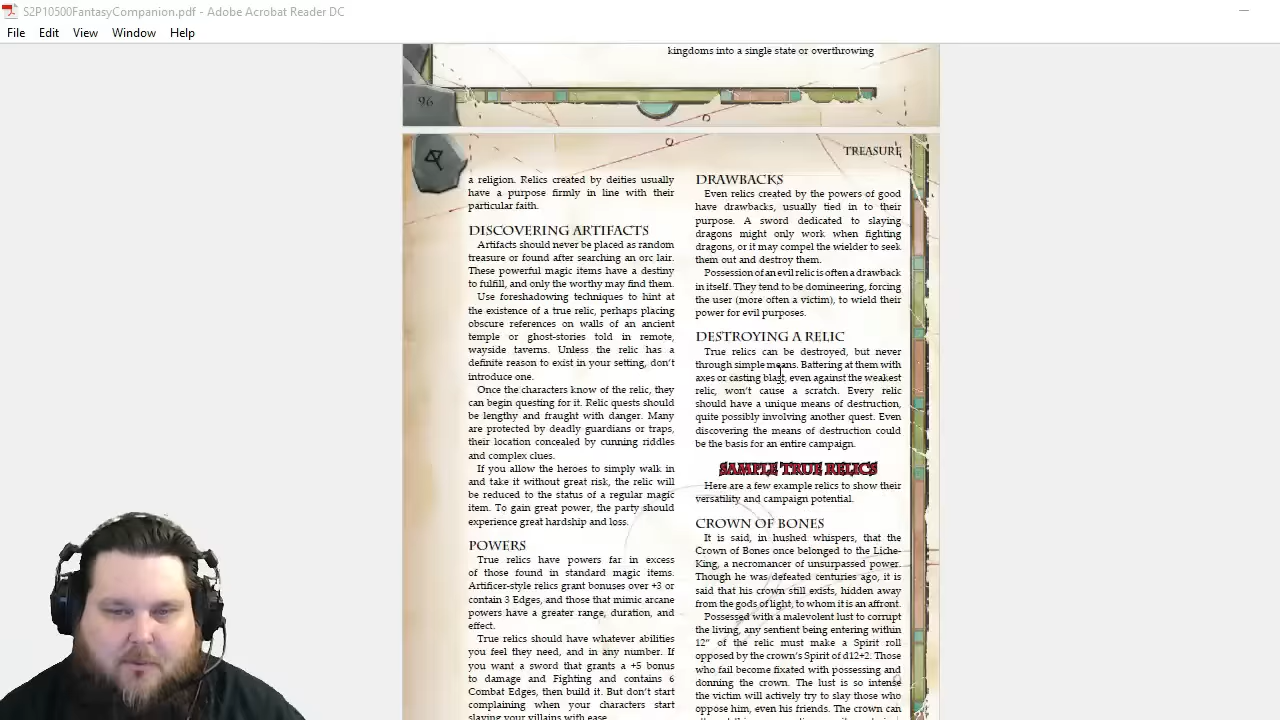 S2P10500FantasyCompanion.pdf - Adobe Acrobat Reader DC
File Edit View Window Help
kingdoms into a single state or overthrowing
96
TREASURE
a religion. Relics created by deities usually
have a purpose firmly in line with their
particular faith.
DISCOVERING ARTIFACTS
Artifacts should never be placed as random
treasure or found after searching an orc lair.
These powerful magic items have a destiny
to fulfill, and only the worthy may find them.
Use foreshadowing techniques to hint at
the existence of a true relic, perhaps placing
obscure references on walls of an ancient
temple or ghost-stories told in remote,
wayside taverns. Unless the relic has a
definite reason to exist in your setting, don't
introduce one.
Once the characters know of the relic, they
can begin questing for it. Relic quests should
be lengthy and fraught with danger. Many
are protected by deadly guardians or traps,
their location concealed by cunning riddles
and complex clues.
If you allow the heroes to simply walk in
and take it without great risk, the relic will
be reduced to the status of a regular magic
item. To gain great power, the party should
experience great hardship and loss.
POWERS
True relics have powers far in excess
of those found in standard magic items.
Artificer-style relics grant bonuses over +3 or
contain 3 Edges, and those that mimic arcane
powers have a greater range, duration, and
effect.
True relics should have whatever abilities
you feel they need, and in any number. If
you want a sword that grants a +5 bonus
to damage and Fighting and contains 6
Combat Edges, then build it. But don't start
complaining when your characters start
slaying your villains with ease.
DRAWBACKS
Even relics created by the powers of good
have drawbacks, usually tied in to their
purpose. A sword dedicated to slaying
dragons might only work when fighting
dragons, or it may compel the wielder to seek
them out and destroy them.
Possession of an evil relic is often a drawback
in itself. They tend to be domineering, forcing
the user (more often a victim), to wield their
power for evil purposes.
DESTROYING A RELIC
True relics can be destroyed, but never
through simple means. Battering at them with
axes or casting blast, even against the weakest
relic, won't cause a scratch. Every relic
should have a unique means of destruction,
quite possibly involving another quest. Even
discovering the means of destruction could
be the basis for an entire campaign.
SAMPLE TRUE RELICS
Here are a few example relics to show their
versatility and campaign potential.
CROWN OF BONES
It is said, in hushed whispers, that the
Crown of Bones once belonged to the Liche-
King, a necromancer of unsurpassed power.
Though he was defeated centuries ago, it is
said that his crown still exists, hidden away
from the gods of light, to whom it is an affront.
Possessed with a malevolent lust to corrupt
the living, any sentient being entering within
12" of the relic must make a Spirit roll
opposed by the crown's Spirit of d12+2. Those
who fail become fixated with possessing and
donning the crown. The lust is so intense
the victim will actively try to slay those who
oppose him, even his friends. The crown can